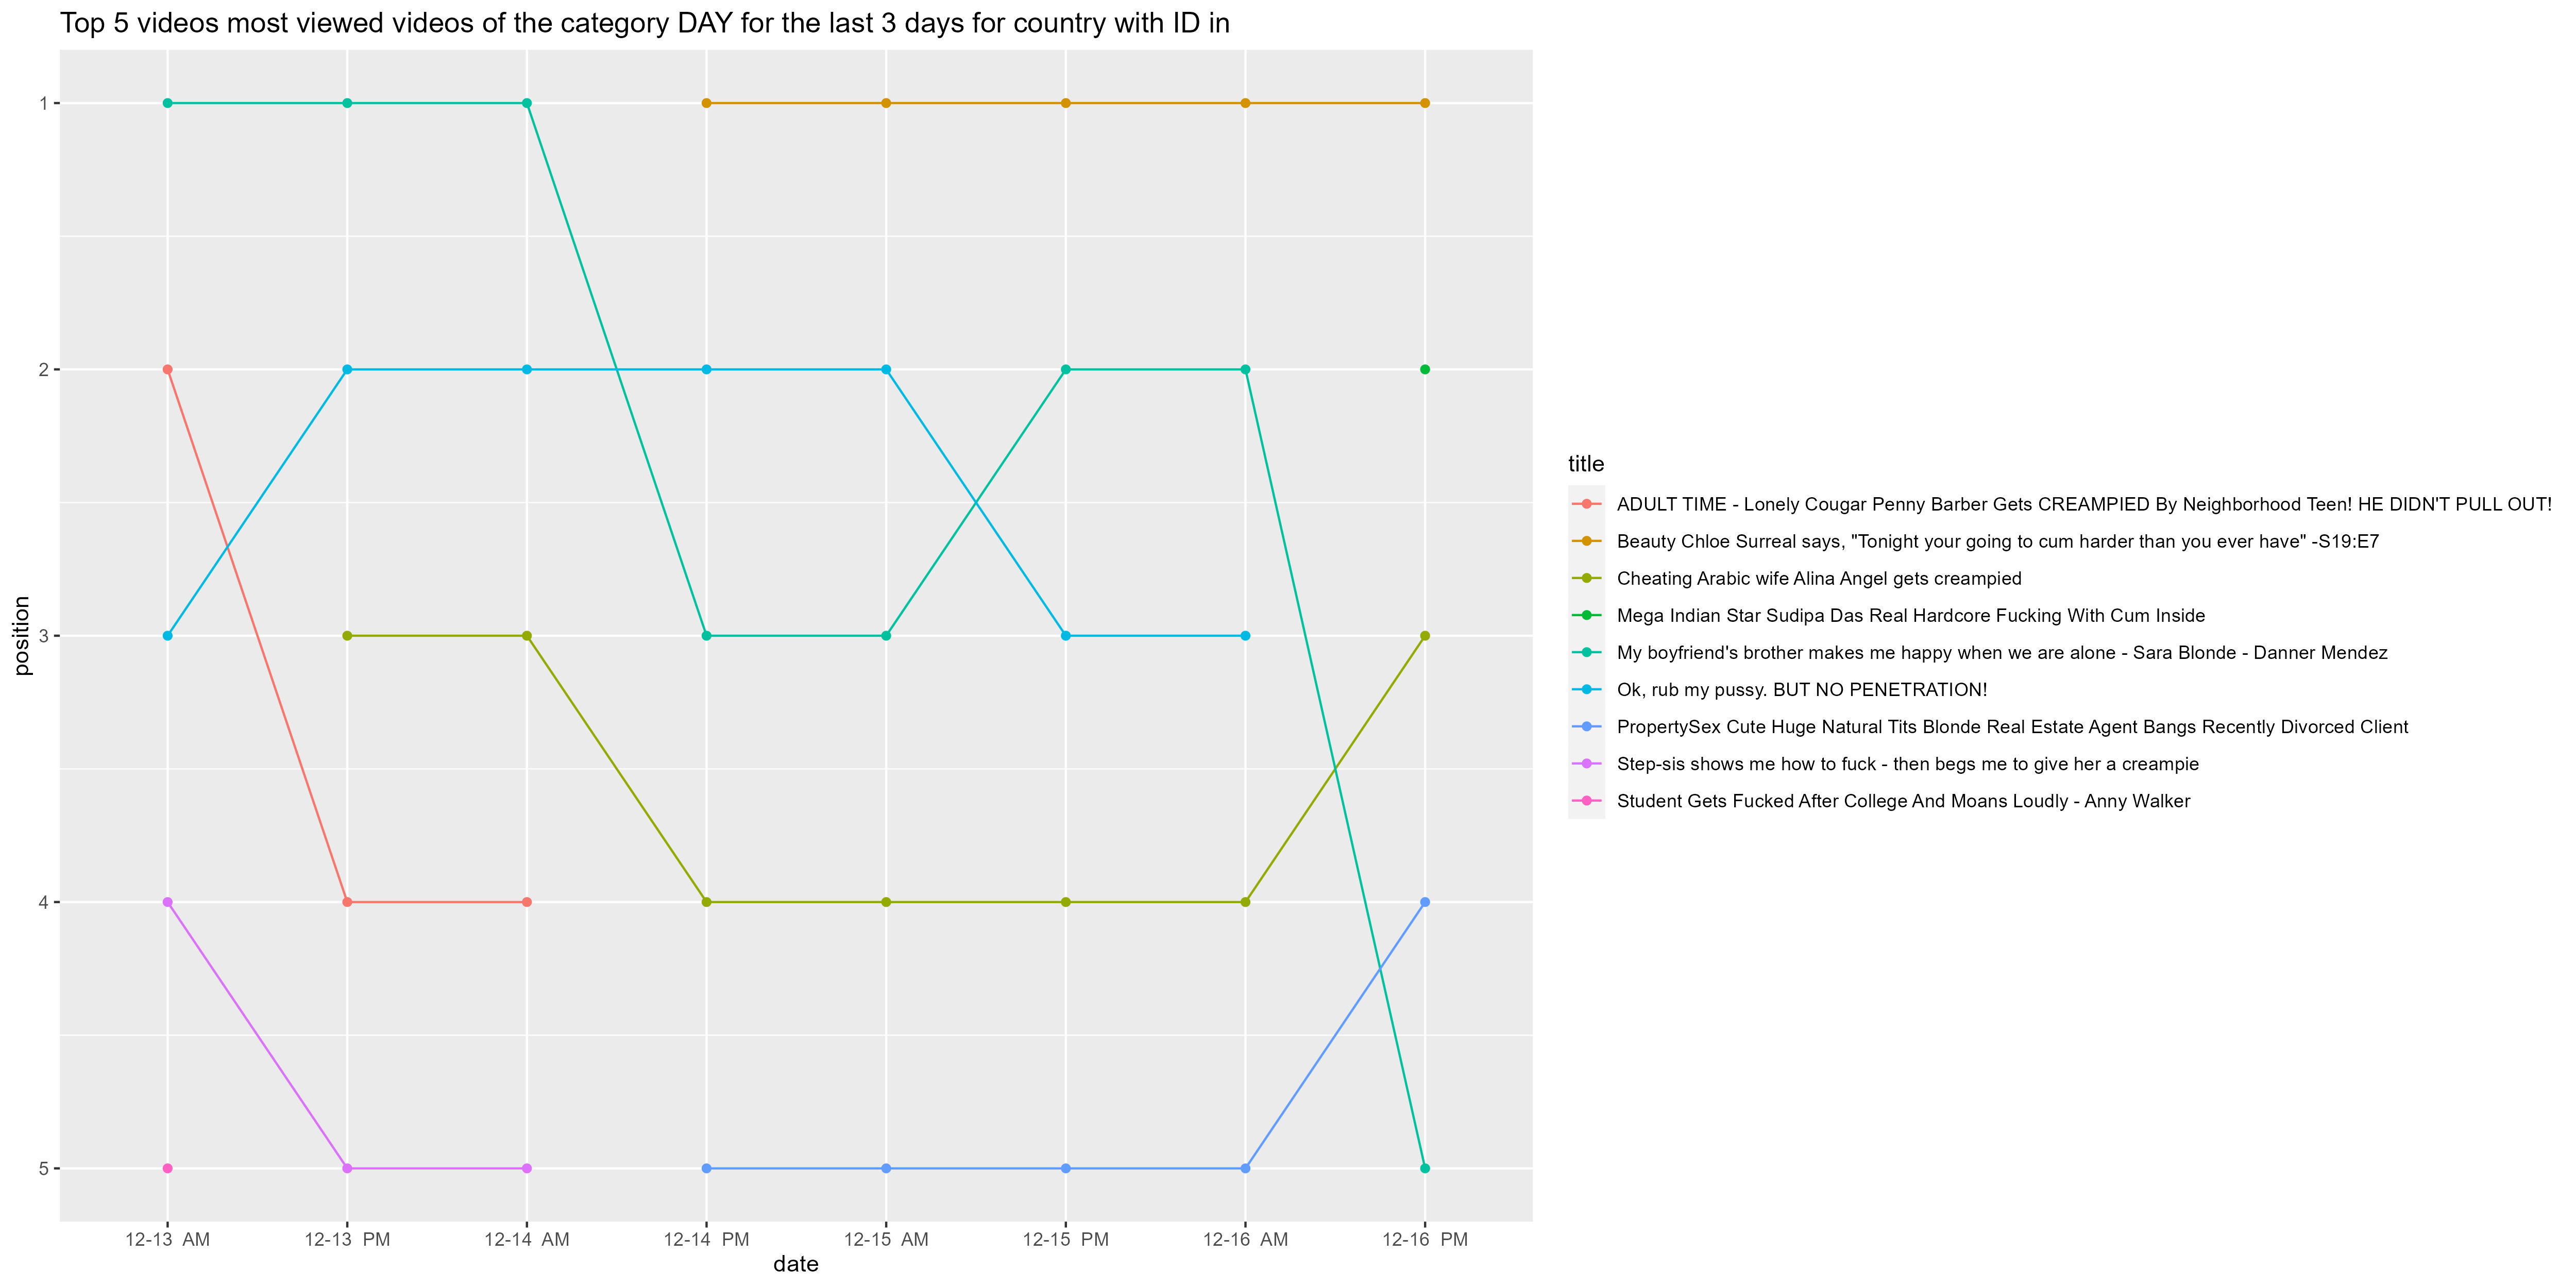 Top 5 videos most viewed videos of the category DAY for the last 3 days for country with ID in
1
2
3
4
5
position
12-13 AM
12-13 PM
12-14 AM
12-14 PM
12-15 AM
12-15 PM
12-16 AM
12-16 PM
date
title
ADULT TIME - Lonely Cougar Penny Barber Gets CREAMPIED By Neighborhood Teen! HE DIDN'T PULL OUT!
Beauty Chloe Surreal says, "Tonight your going to cum harder than you ever have" -S19:E7
Cheating Arabic wife Alina Angel gets creampied
Mega Indian Star Sudipa Das Real Hardcore Fucking With Cum Inside
My boyfriend's brother makes me happy when we are alone - Sara Blonde - Danner Mendez
Ok, rub my pussy. BUT NO PENETRATION!
PropertySex Cute Huge Natural Tits Blonde Real Estate Agent Bangs Recently Divorced Client
Step-sis shows me how to fuck - then begs me to give her a creampie
Student Gets Fucked After College And Moans Loudly - Anny Walker